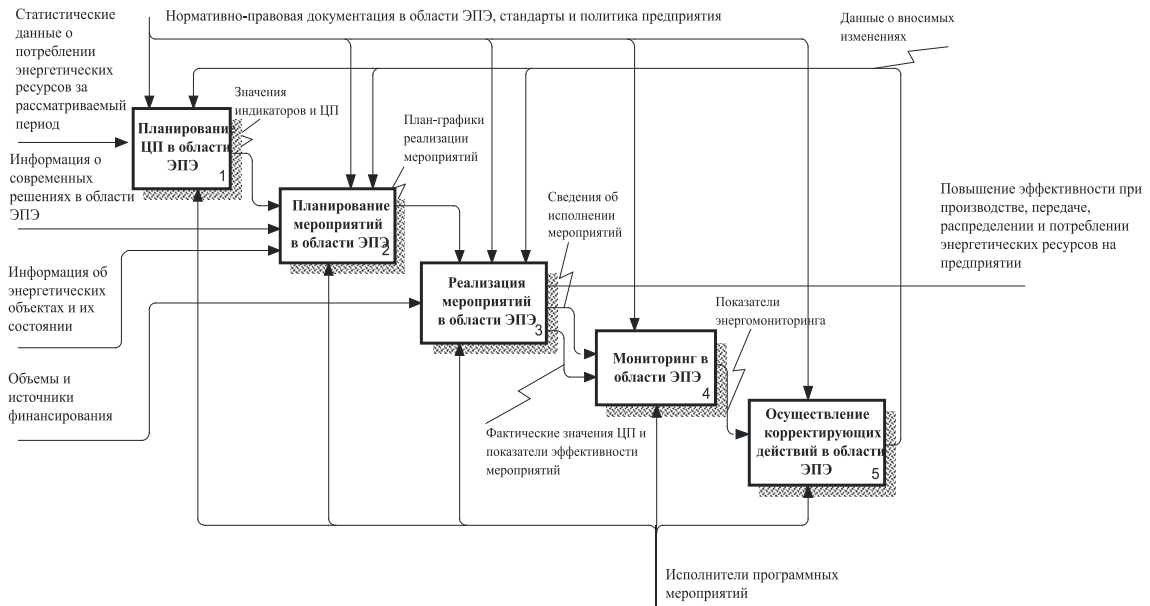 Статистические
данные о
потреблении
энергетических
ресурсов за
рассматриваемый
период
Нормативно-правовая документация в области ЭПЭ, стандарты и политика предприятия
Данные о вносимых
изменениях
Значения
индикаторов и ЦП
Планирование
ЦП в области
ЭПЭ
1
План-графики
реализации
мероприятий
Информация о
современных
решениях в области
ЭПЭ
Планирование
мероприятий
в области ЭПЭ
2
Сведения об
исполнении
мероприятий
Повышение эффективности при
производстве, передаче,
распределении и потреблении
энергетических ресурсов на
предприятии
Информация об
энергетических
объектах и их
состоянии
Реализация
мероприятий
в области ЭПЭ
3
Показатели
энергомониторинга
Мониторинг в
области ЭПЭ
4
Объемы и
источники
финансирования
Фактические значения ЦП и
показатели эффективности
мероприятий
Осуществление
корректирующих
действий в области
ЭПЭ
5
Исполнители программных
мероприятий